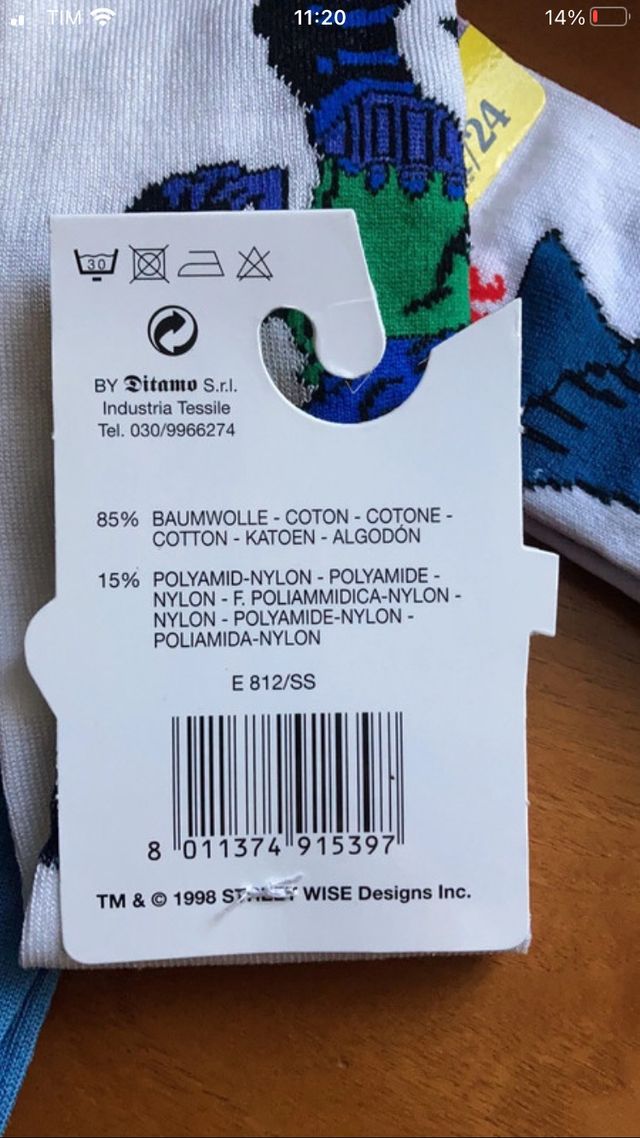 TIM 11:20 14%
/24
30
BY Ditamo S.r.l.
Industria Tessile
Tel. 030/9966274
85% BAUMWOLLE - COTON - COTONE -
COTTON - KATOEN - ALGODÓN
15% POLYAMID-NYLON - POLYAMIDE -
NYLON - F. POLIAMMIDICA-NYLON -
NYLON - POLYAMIDE-NYLON -
POLIAMIDA-NYLON
E 812/SS
8 011374 915397
TM & © 1998 WISE Designs Inc.